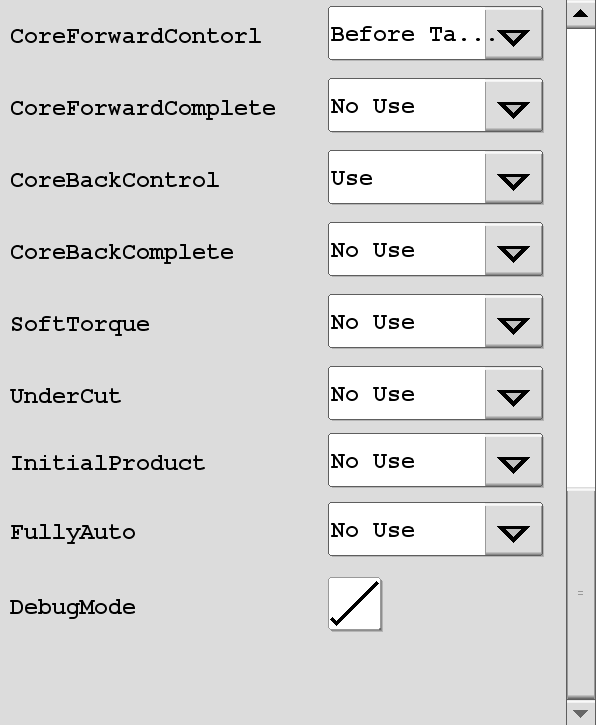 CoreForwardContorl Before Ta...
CoreForwardComplete No Use
CoreBackControl Use
CoreBackComplete No Use
SoftTorque No Use
UnderCut No Use
InitialProduct No Use
FullyAuto No Use
DebugMode